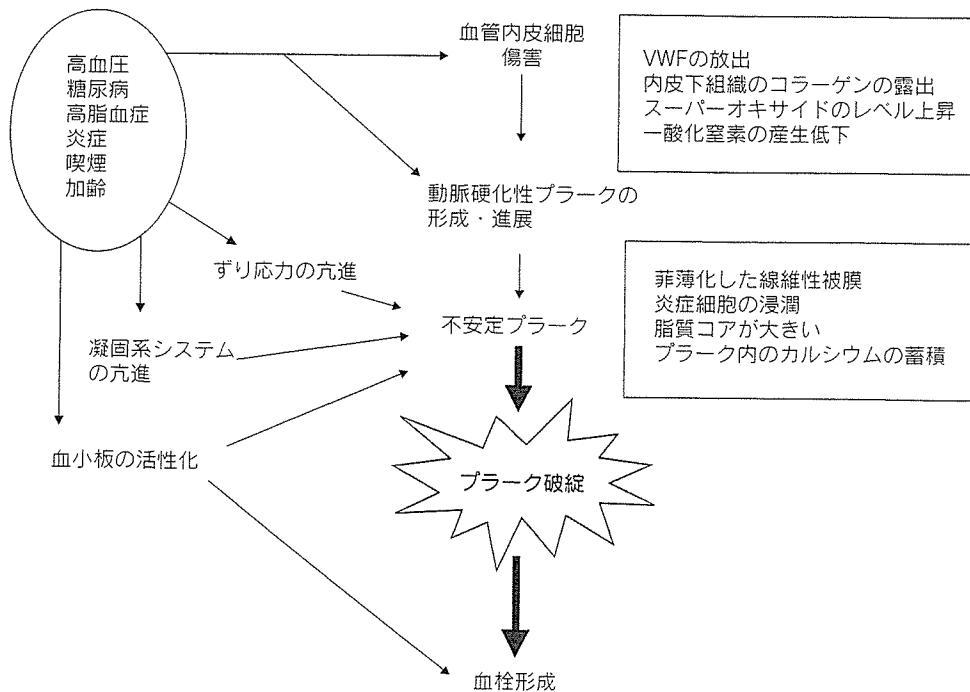 高血圧
糖尿病
高脂血症
炎症
喫煙
加齢
血管内皮細胞
傷害
VWFの放出
内皮下組織のコラーゲンの露出
スーパーオキサイドのレベル上昇
一酸化窒素の産生低下
動脈硬化性プラークの
形成・進展
ずり応力の亢進
不安定プラーク
菲薄化した線維性被膜
炎症細胞の浸潤
脂質コアが大きい
プラーク内のカルシウムの蓄積
凝固系システム
の亢進
血小板の活性化
プラーク破綻
血栓形成